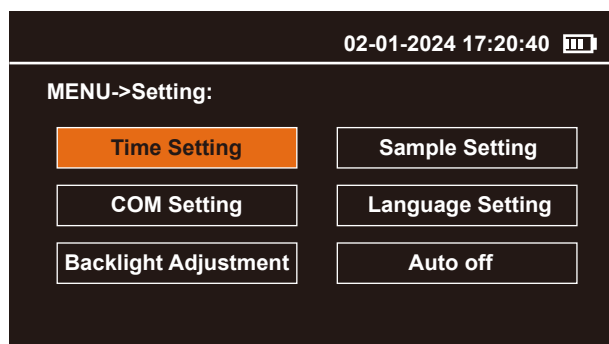 02-01-2024 17:20:40
MENU->Setting:
Time Setting
Sample Setting
COM Setting
Language Setting
Backlight Adjustment
Auto off